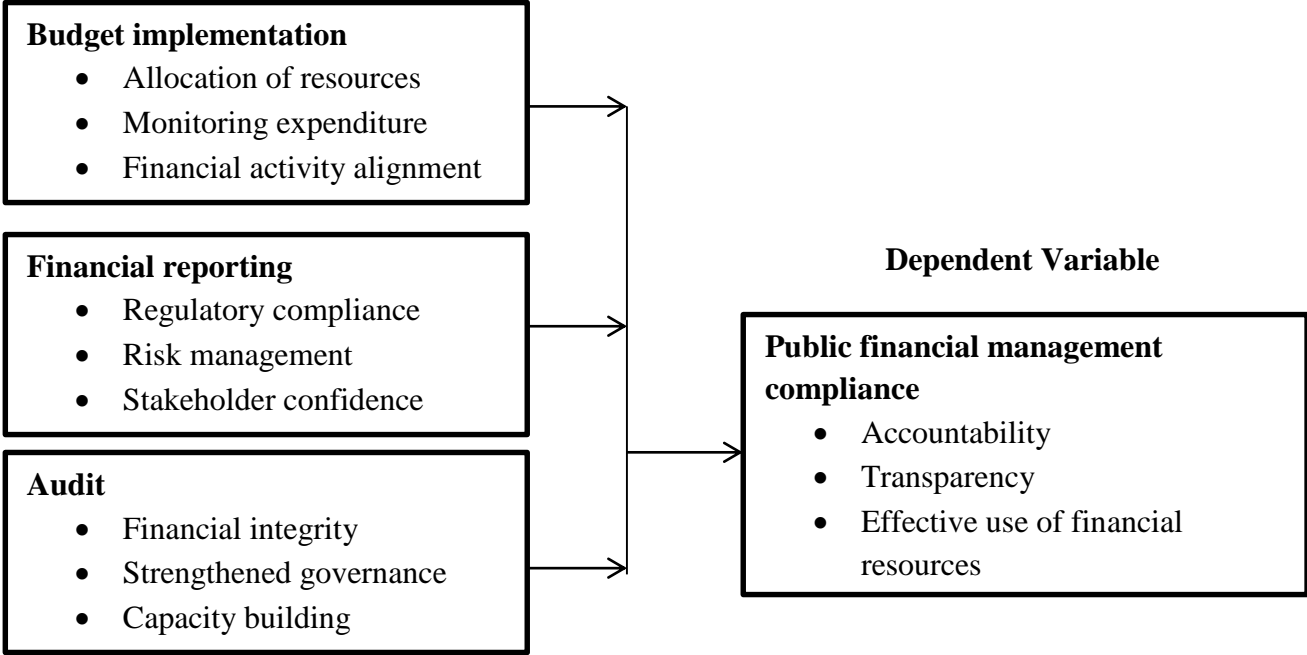 Budget implementation
• Allocation of resources
• Monitoring expenditure
• Financial activity alignment
Financial reporting
• Regulatory compliance
• Risk management
• Stakeholder confidence
Audit
• Financial integrity
• Strengthened governance
• Capacity building
Dependent Variable
Public financial management
compliance
• Accountability
• Transparency
• Effective use of financial
resources